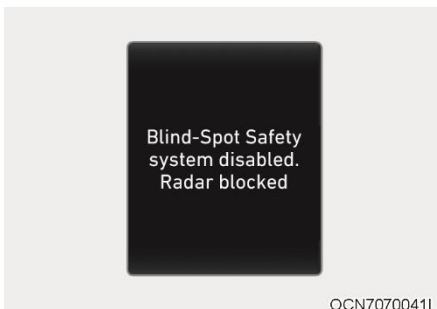 Blind-Spot Safety
system disabled.
Radar blocked
OCN7070041L